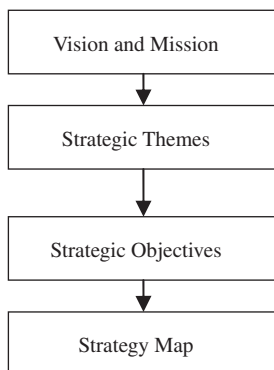 Vision and Mission
Strategic Themes
Strategic Objectives
Strategy Map